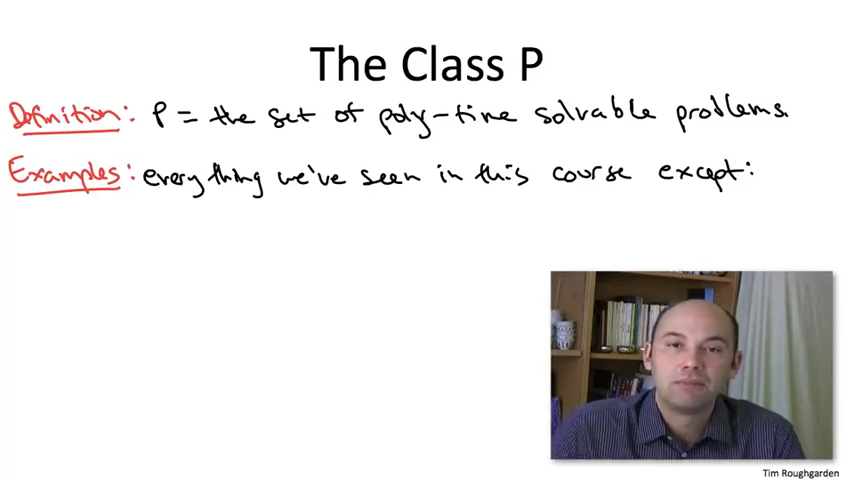 The Class P
Definition: P = the set of poly-time solvable problems.
Examples: everything we've seen in this course except:
Tim Roughgarden